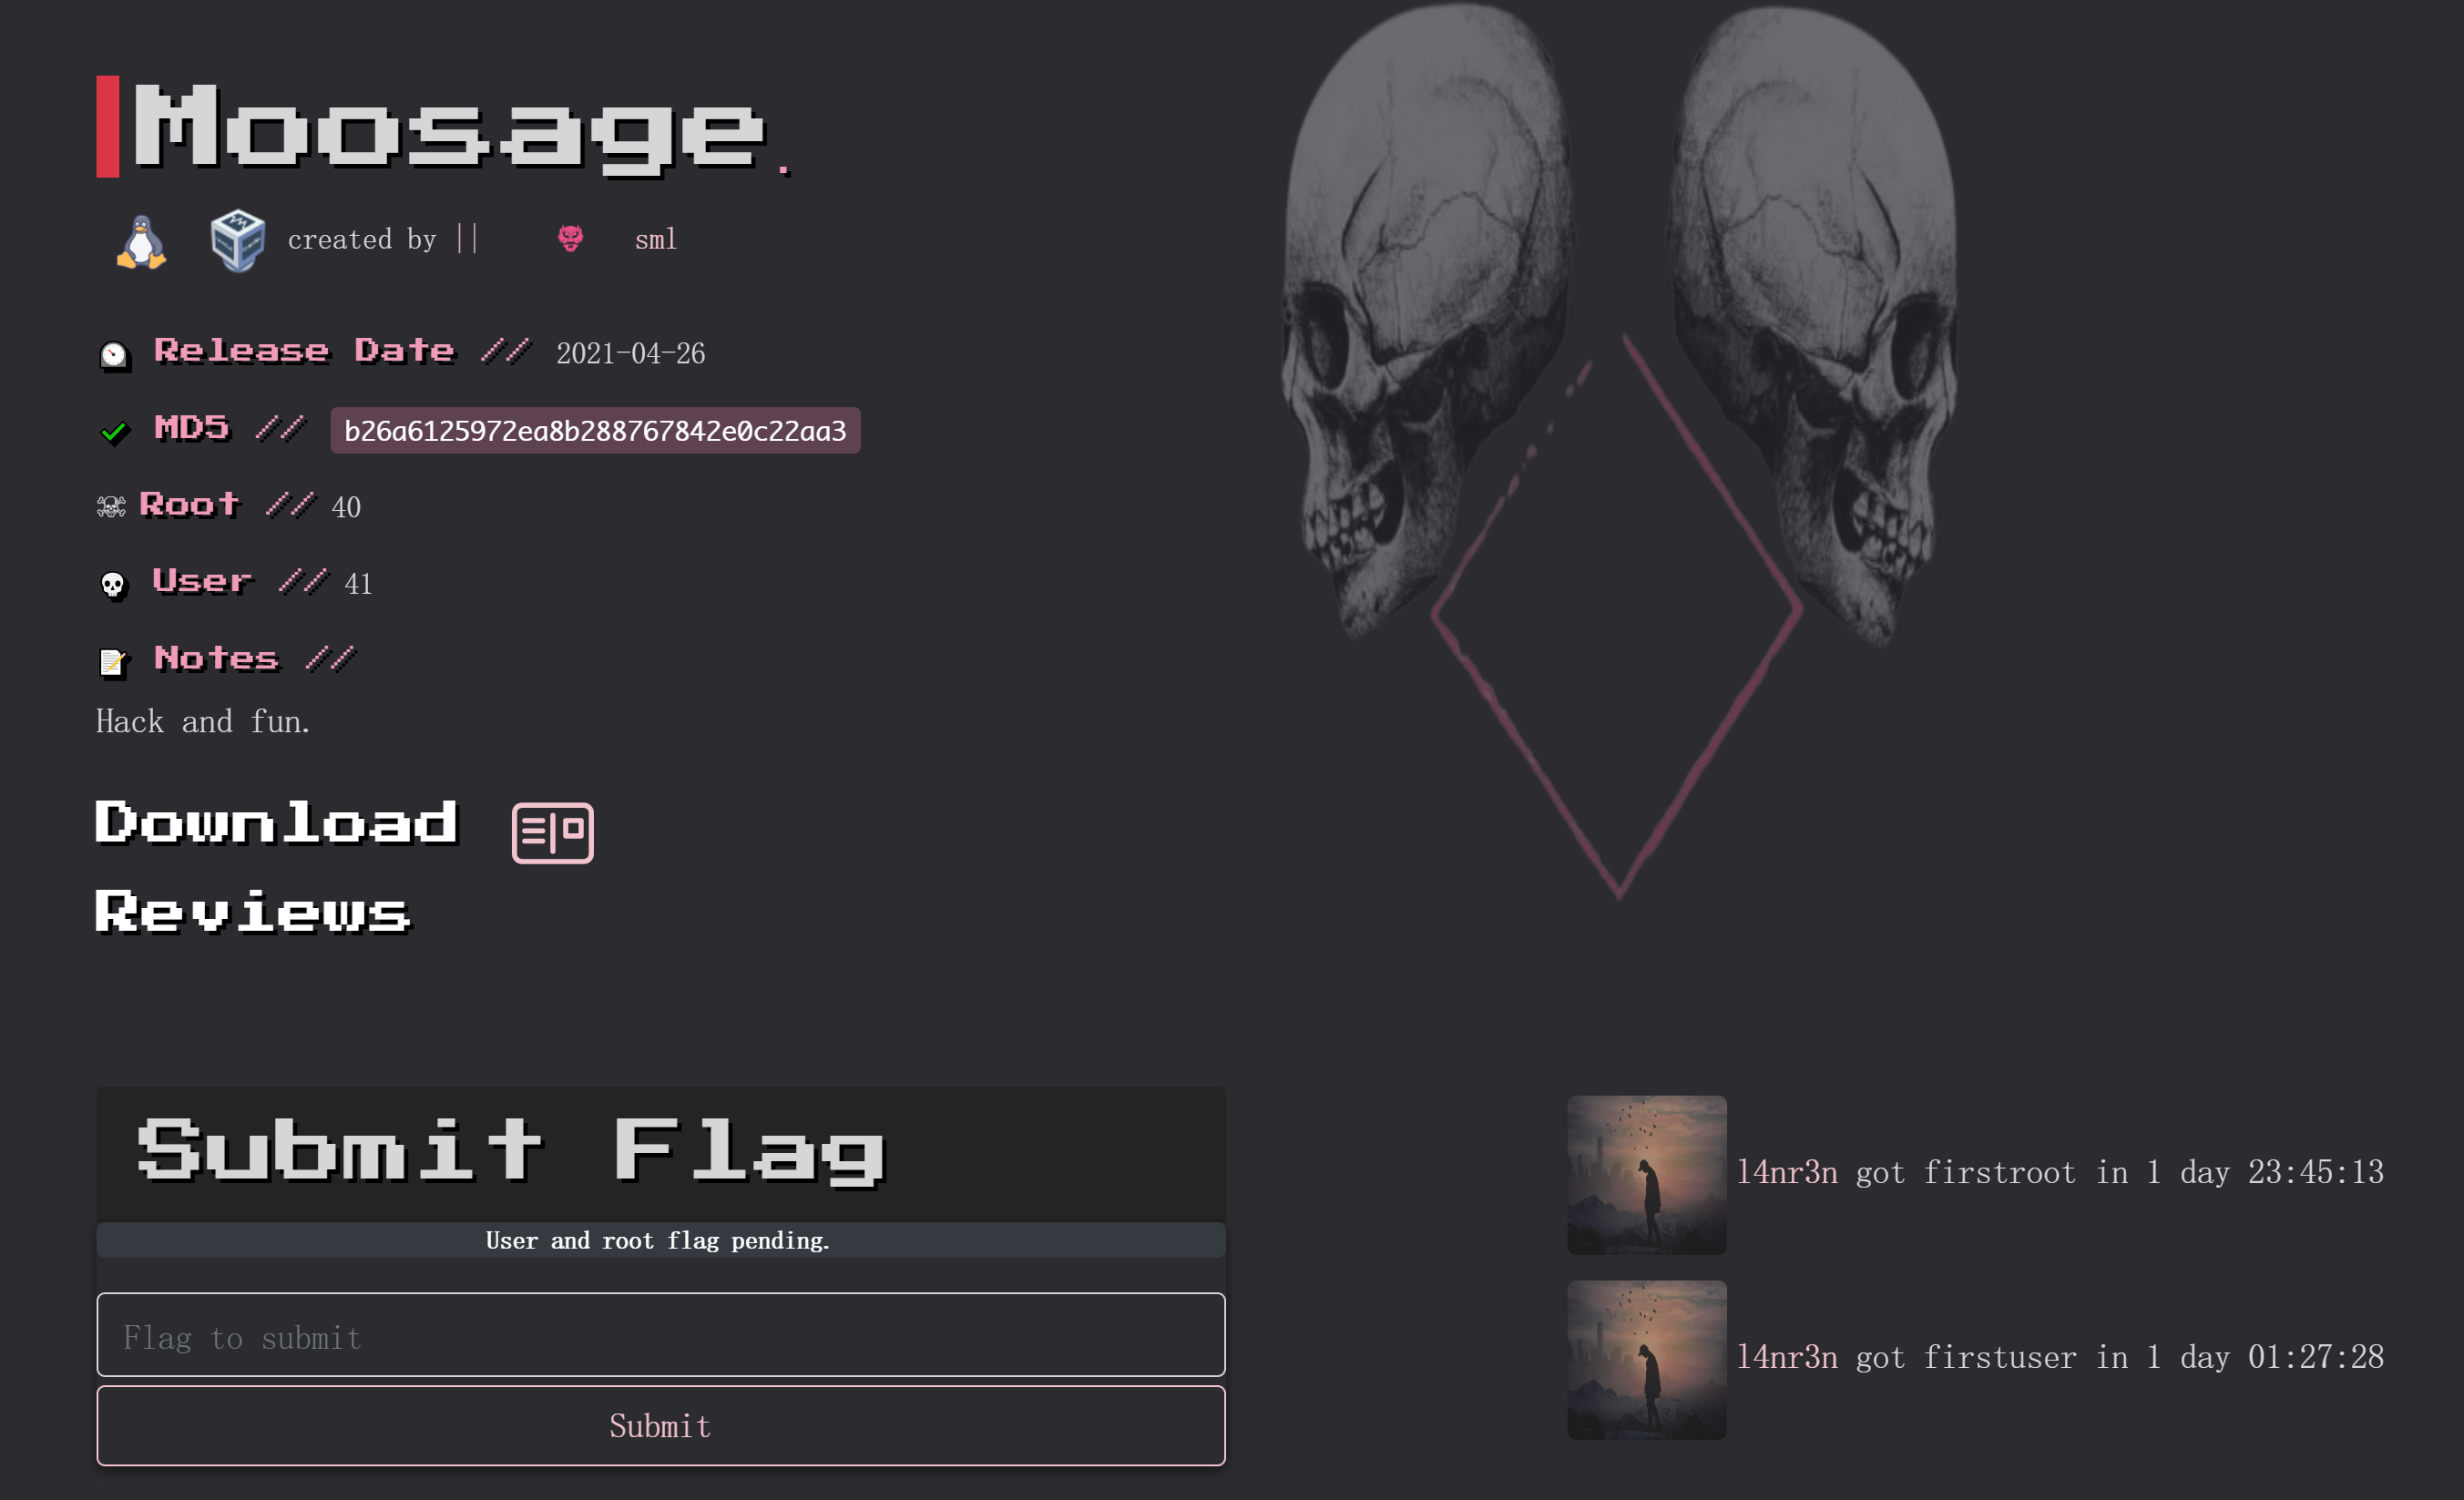 Moosage.
created by || sml
Release Date // 2021-04-26
MD5 // b26a6125972ea8b288767842e0c22aa3
Root // 40
User // 41
Notes //
Hack and fun.
Download
Reviews
Submit Flag
User and root flag pending.
Flag to submit
Submit
l4nr3n got firstroot in 1 day 23:45:13
l4nr3n got firstuser in 1 day 01:27:28